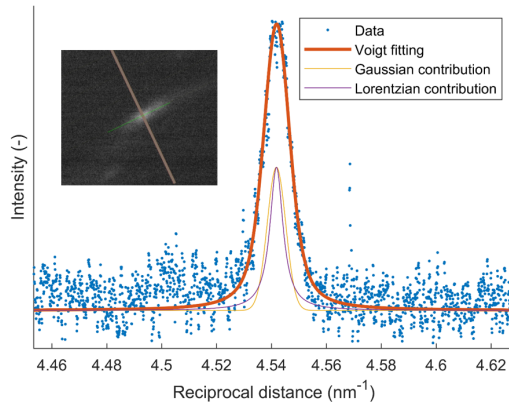 Data
Voigt fitting
Gaussian contribution
Lorentzian contribution
Intensity (-)
4.46 4.48 4.5 4.52 4.54 4.56 4.58 4.6 4.62
Reciprocal distance (nm⁻¹)